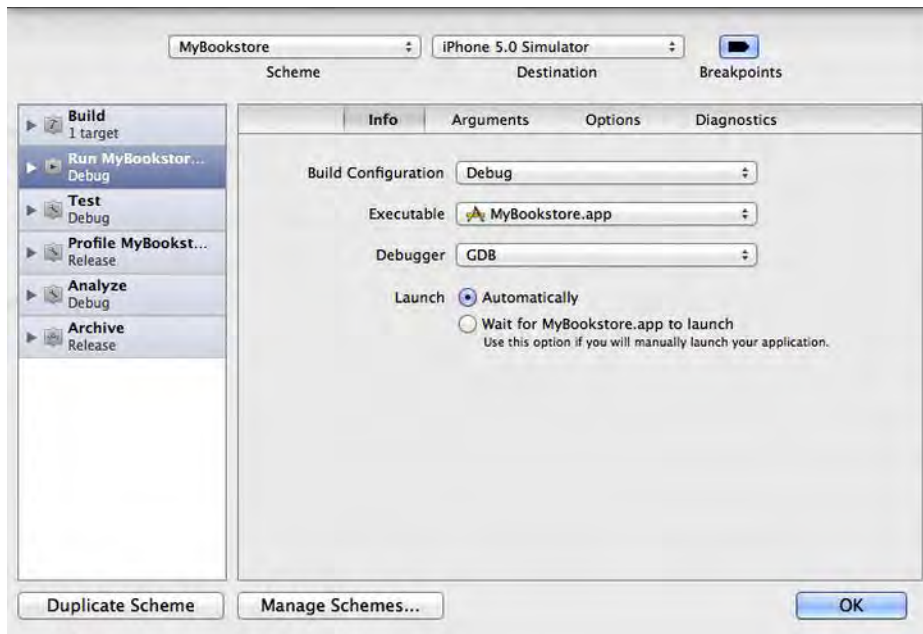 MyBookstore
iPhone 5.0 Simulator
Scheme
Destination
Breakpoints
Build
1 target
Run MyBookstor...
Debug
Test
Debug
Profile MyBookst...
Release
Analyze
Debug
Archive
Release
Info
Arguments
Options
Diagnostics
Build Configuration
Debug
Executable
MyBookstore.app
Debugger
GDB
Launch
Automatically
Wait for MyBookstore.app to launch
Use this option if you will manually launch your application.
Duplicate Scheme
Manage Schemes...
OK